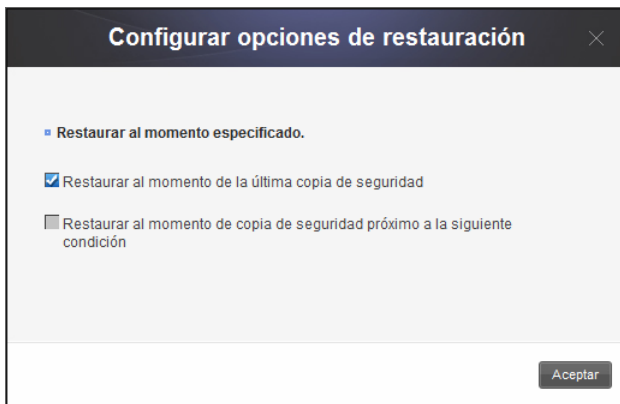 Configurar opciones de restauración
Restaurar al momento especificado.
Restaurar al momento de la última copia de seguridad
Restaurar al momento de copia de seguridad próximo a la siguiente
condición
Aceptar